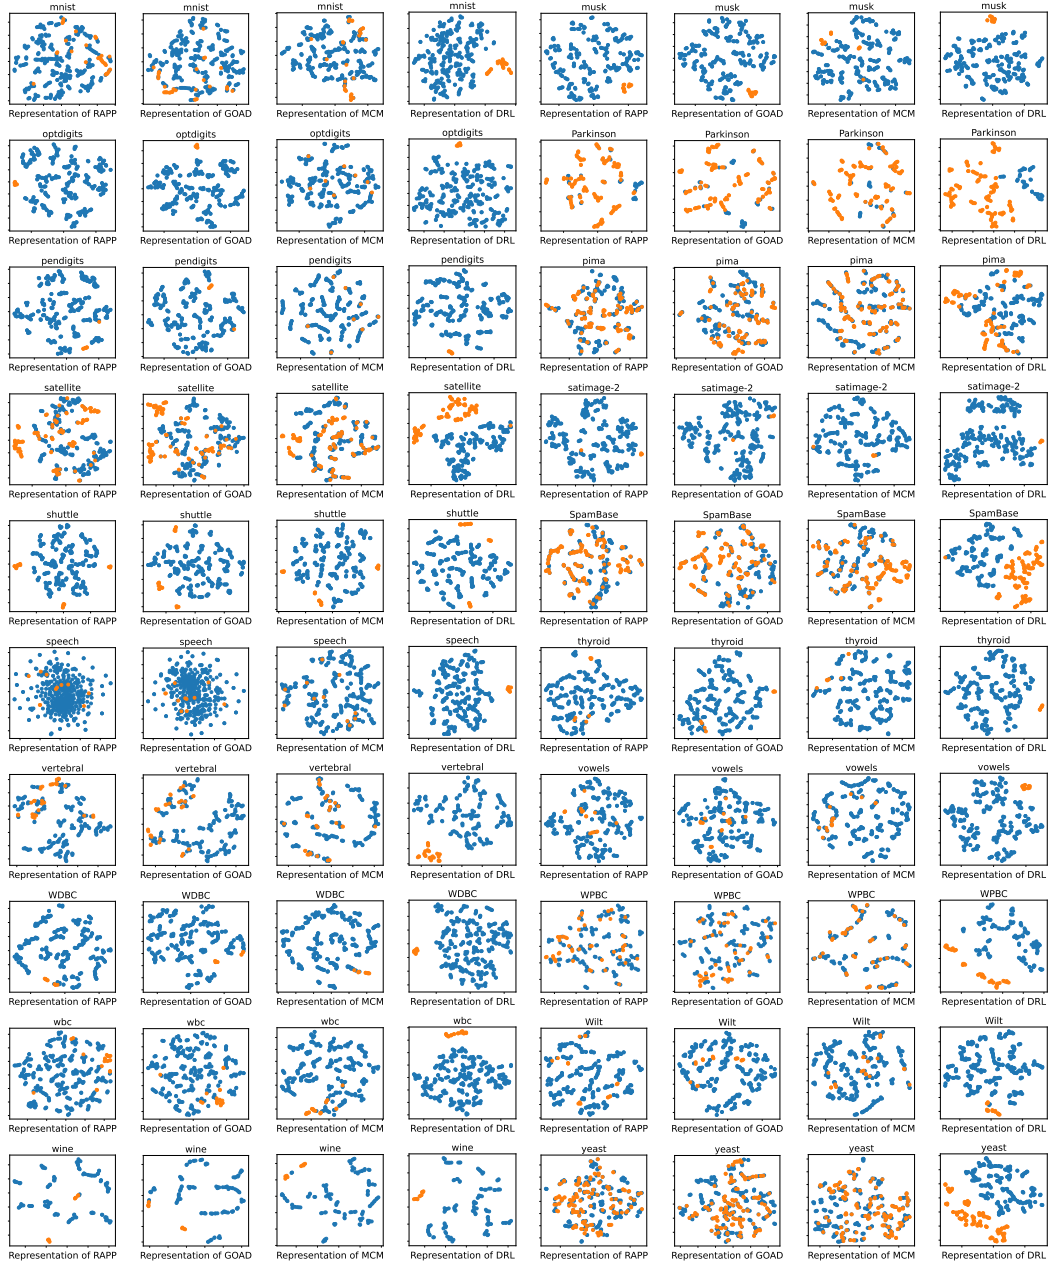 mnist mnist mnist mnist musk musk musk musk
Representation of RAPP Representation of GOAD Representation of MCM Representation of DRL Representation of RAPP Representation of GOAD Representation of MCM Representation of DRL
optdigits optdigits optdigits optdigits Parkinson Parkinson Parkinson Parkinson
Representation of RAPP Representation of GOAD Representation of MCM Representation of DRL Representation of RAPP Representation of GOAD Representation of MCM Representation of DRL
pendigits pendigits pendigits pendigits pima pima pima pima
Representation of RAPP Representation of GOAD Representation of MCM Representation of DRL Representation of RAPP Representation of GOAD Representation of MCM Representation of DRL
satellite satellite satellite satellite satimage-2 satimage-2 satimage-2 satimage-2
Representation of RAPP Representation of GOAD Representation of MCM Representation of DRL Representation of RAPP Representation of GOAD Representation of MCM Representation of DRL
shuttle shuttle shuttle shuttle SpamBase SpamBase SpamBase SpamBase
Representation of RAPP Representation of GOAD Representation of MCM Representation of DRL Representation of RAPP Representation of GOAD Representation of MCM Representation of DRL
speech speech speech speech thyroid thyroid thyroid thyroid
Representation of RAPP Representation of GOAD Representation of MCM Representation of DRL Representation of RAPP Representation of GOAD Representation of MCM Representation of DRL
vertebral vertebral vertebral vertebral vowels vowels vowels vowels
Representation of RAPP Representation of GOAD Representation of MCM Representation of DRL Representation of RAPP Representation of GOAD Representation of MCM Representation of DRL
WDBC WDBC WDBC WDBC WPBC WPBC WPBC WPBC
Representation of RAPP Representation of GOAD Representation of MCM Representation of DRL Representation of RAPP Representation of GOAD Representation of MCM Representation of DRL
wbc wbc wbc wbc Wilt Wilt Wilt Wilt
Representation of RAPP Representation of GOAD Representation of MCM Representation of DRL Representation of RAPP Representation of GOAD Representation of MCM Representation of DRL
wine wine wine wine yeast yeast yeast yeast
Representation of RAPP Representation of GOAD Representation of MCM Representation of DRL Representation of RAPP Representation of GOAD Representation of MCM Representation of DRL